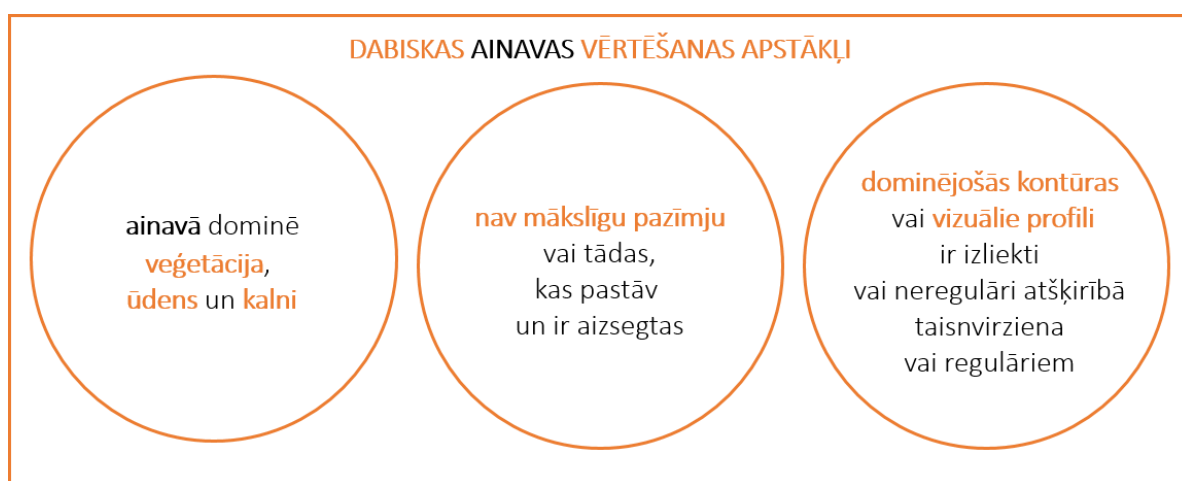 DABISKAS AINAVAS VĒRTĒŠANAS APSTĀKĻI
ainavā dominē
veģetācija,
ūdens un kalni
nav mākslīgu pazīmju
vai tādas,
kas pastāv
un ir aizsegtas
dominējošās kontūras
vai vizuālie profili
ir izliekti
vai neregulāri atšķirībā
taisnvirziena
vai regulāriem